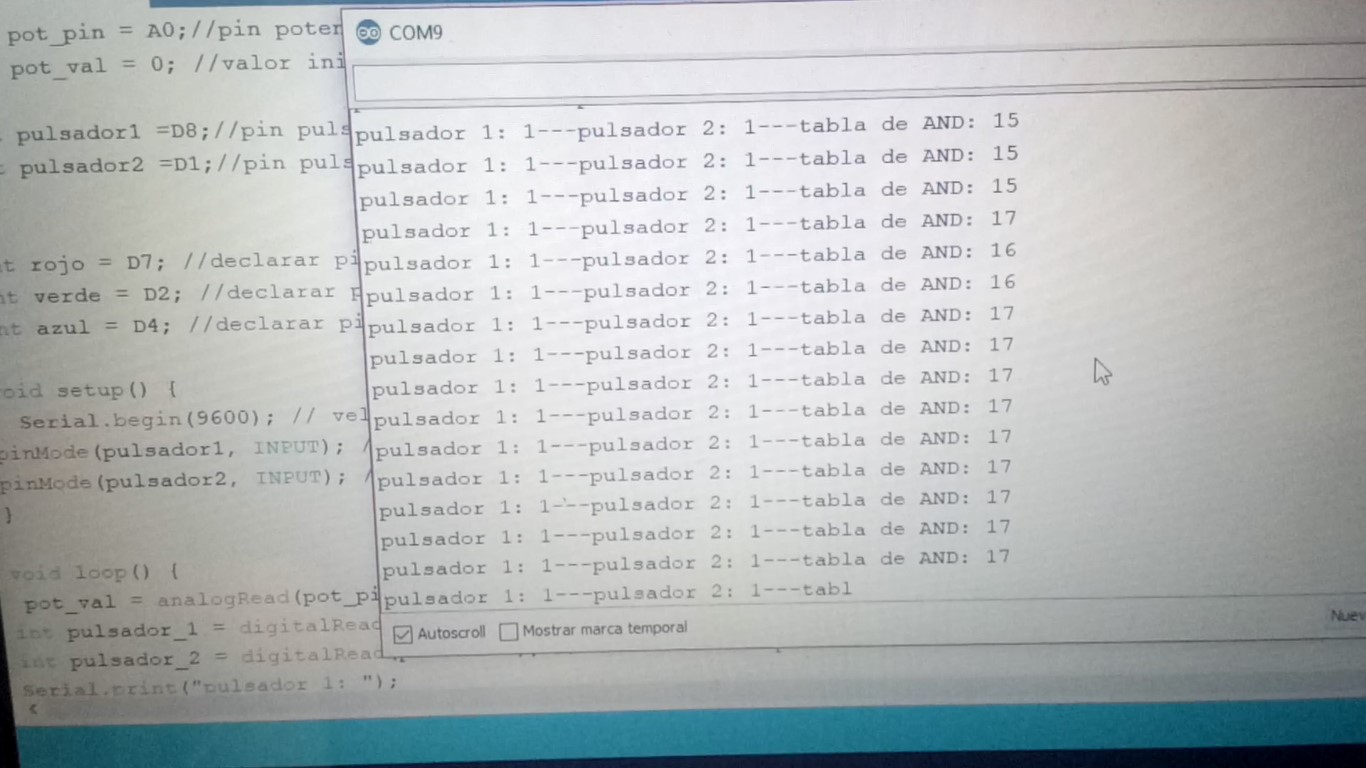 pot_pin = A0;//pin poten
pot_val = 0; //valor ini
pulsador1 =D8;//pin puls
pulsador2 =D1;//pin puls
t rojo = D7; //declarar pi
nt verde = D2; //declarar p
nt azul = D4; //declarar pi
oid setup() {
Serial.begin(9600); // vel
pinMode(pulsador1, INPUT); /
pinMode(pulsador2, INPUT); /
}
void loop() {
pot_val = analogRead(pot_pi
int pulsador_1 = digitalRead
int pulsador_2 = digitalRead
Serial.print("pulsador 1: ");
<
COM9
pulsador 1: 1---pulsador 2: 1---tabla de AND: 15
pulsador 1: 1---pulsador 2: 1---tabla de AND: 15
pulsador 1: 1---pulsador 2: 1---tabla de AND: 15
pulsador 1: 1---pulsador 2: 1---tabla de AND: 17
pulsador 1: 1---pulsador 2: 1---tabla de AND: 16
pulsador 1: 1---pulsador 2: 1---tabla de AND: 16
pulsador 1: 1---pulsador 2: 1---tabla de AND: 17
pulsador 1: 1---pulsador 2: 1---tabla de AND: 17
pulsador 1: 1---pulsador 2: 1---tabla de AND: 17
pulsador 1: 1---pulsador 2: 1---tabla de AND: 17
pulsador 1: 1---pulsador 2: 1---tabla de AND: 17
pulsador 1: 1---pulsador 2: 1---tabla de AND: 17
pulsador 1: 1---pulsador 2: 1---tabla de AND: 17
pulsador 1: 1---pulsador 2: 1---tabla de AND: 17
pulsador 1: 1---pulsador 2: 1---tabla de AND: 17
pulsador 1: 1---pulsador 2: 1---tabl
Autoscroll Mostrar marca temporal Nuev